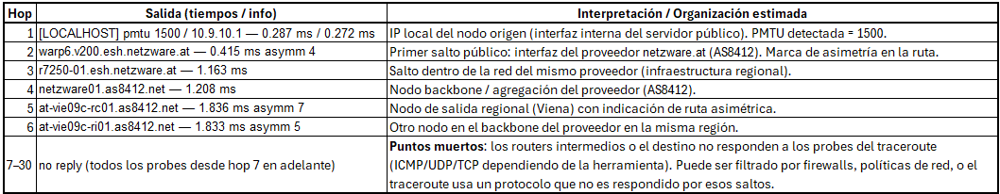 Hop Salida (tiempos / info) Interpretación / Organización estimada
1 [LOCALHOST] pmtu 1500 / 10.9.10.1 — 0.287 ms / 0.272 ms IP local del nodo origen (interfaz interna del servidor público). PMTU detectada = 1500.
2 warp6.v200.esh.netzware.at — 0.415 ms asymm 4 Primer salto público: interfaz del proveedor netzware.at (AS8412). Marca de asimetría en la ruta.
3 r7250-01.esh.netzware.at — 1.163 ms Salto dentro de la red del mismo proveedor (infraestructura regional).
4 netzware01.as8412.net — 1.208 ms Nodo backbone / agregación del proveedor (AS8412).
5 at-vie09c-rc01.as8412.net — 1.836 ms asymm 7 Nodo de salida regional (Viena) con indicación de ruta asimétrica.
6 at-vie09c-ri01.as8412.net — 1.833 ms asymm 5 Otro nodo en el backbone del proveedor en la misma región.
7–30 no reply (todos los probes desde hop 7 en adelante) Puntos muertos: los routers intermedios o el destino no responden a los probes del traceroute
(ICMP/UDP/TCP dependiendo de la herramienta). Puede ser filtrado por firewalls, políticas de red, o el
traceroute usa un protocolo que no es respondido por esos saltos.